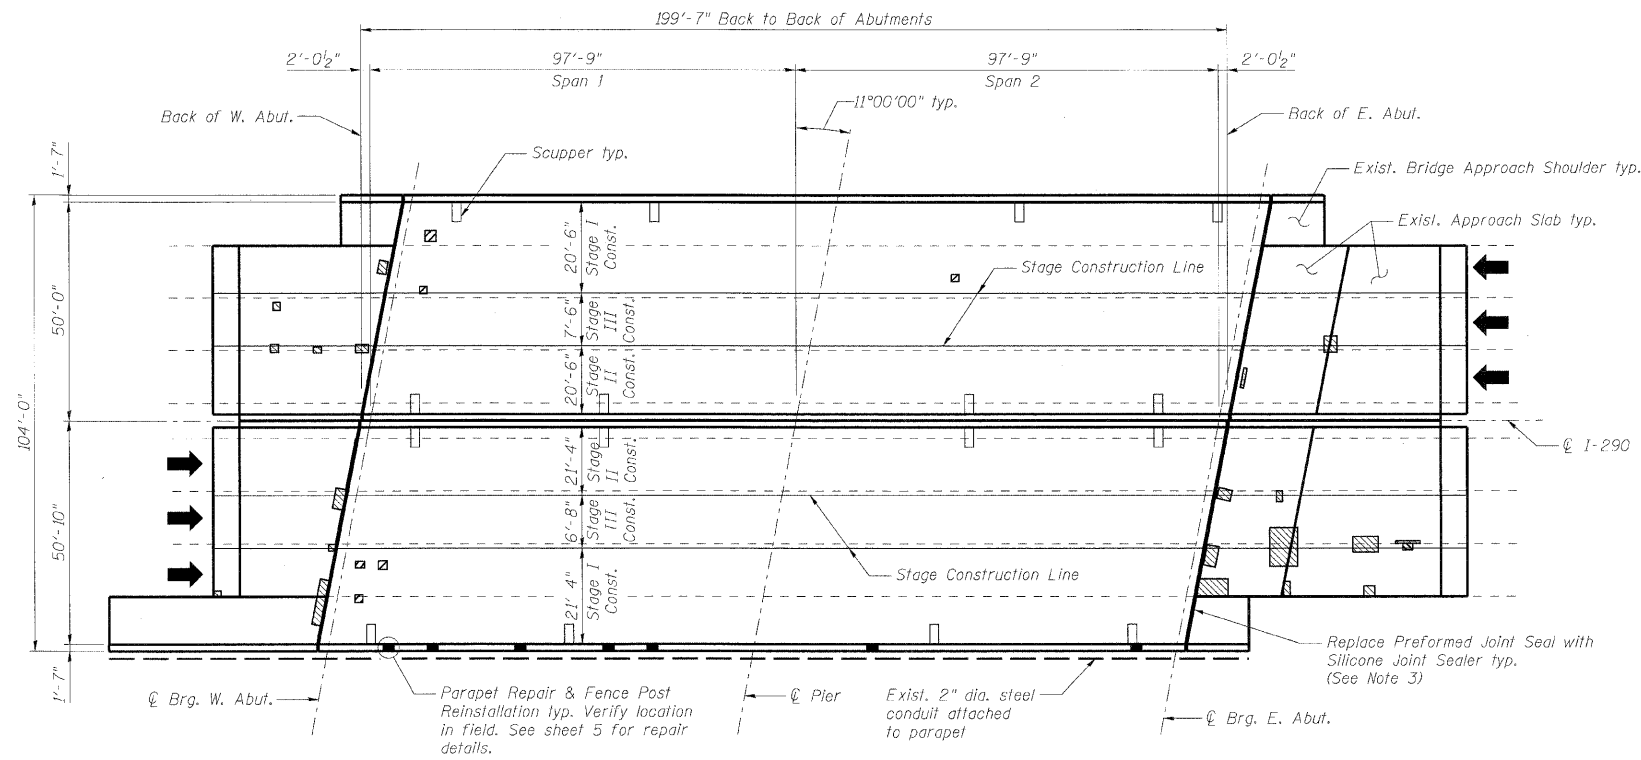 199'-7" Back to Back of Abutments
2'-0½"
97'-9"
97'-9"
2'-0½"
Span 1
Span 2
11°00'00" typ.
Back of W. Abut.
Back of E. Abut.
Scupper typ.
Exist. Bridge Approach Shoulder typ.
Exist. Approach Slab typ.
1'-7"
50'-0"
104'-0"
50'-10"
1'-7"
20'-6"
Stage I
Const.
7'-6"
Stage
III
Const.
20'-6"
Stage
II
Const.
Stage Construction Line
℄ I-290
21'-4"
Stage
II
Const.
6'-8"
Stage
III
Const.
21'-4"
Stage I
Const.
Stage Construction Line
Replace Preformed Joint Seal with
Silicone Joint Sealer typ.
(See Note 3)
℄ Brg. W. Abut.
Parapet Repair & Fence Post
Reinstallation typ. Verify location
in field. See sheet 5 for repair
details.
℄ Pier
Exist. 2" dia. steel
conduit attached
to parapet
℄ Brg. E. Abut.